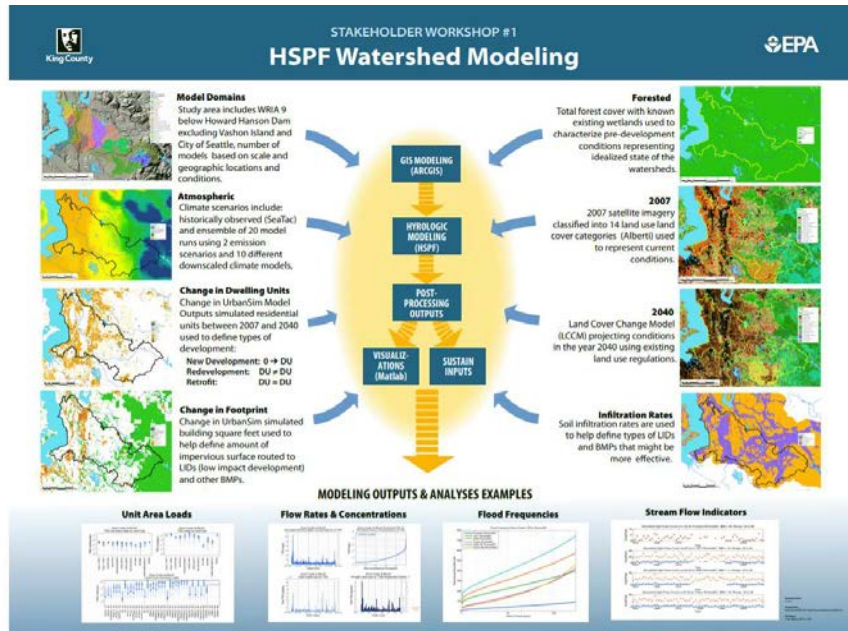 STAKEHOLDER WORKSHOP #1
HSPF Watershed Modeling
King County
EPA
Model Domains
Study area includes WRIA 9
below Howard Hanson Dam
excluding Vashon Island and
City of Seattle, number of
models based on scale and
geographic locations and
conditions.
Atmospheric
Climate scenarios include:
historically observed (SeaTac)
and ensemble of 20 model
runs using 2 emission
scenarios and 10 different
downscaled climate models,
Change in Dwelling Units
Change in UrbanSim Model
Outputs simulated residential
units between 2007 and 2040
used to define types of
development:
New Development: 0 → DU
Redevelopment: DU ≠ DU
Retrofit: DU = DU
Change in Footprint
Change in UrbanSim simulated
building square feet used to
help define amount of
impervious surface routed to
LIDs (low impact development)
and other BMPs.
GIS MODELING
(ARCGIS)
HYROLOGIC
MODELING
(HSPF)
POST-
PROCESSING
OUTPUTS
VISUALIZ-
ATIONS
(Matlab)
SUSTAIN
INPUTS
Forested
Total forest cover with known
existing wetlands used to
characterize pre-development
conditions representing
idealized state of the
watersheds.
2007
2007 satellite imagery
classified into 14 land use land
cover categories (Alberti) used
to represent current
conditions.
2040
Land Cover Change Model
(LCCM) projecting conditions
in the year 2040 using existing
land use regulations.
Infiltration Rates
Soil infiltration rates are used
to help define types of LIDs
and BMPs that might be
more effective.
MODELING OUTPUTS & ANALYSES EXAMPLES
Unit Area Loads
Flow Rates & Concentrations
Flood Frequencies
Stream Flow Indicators